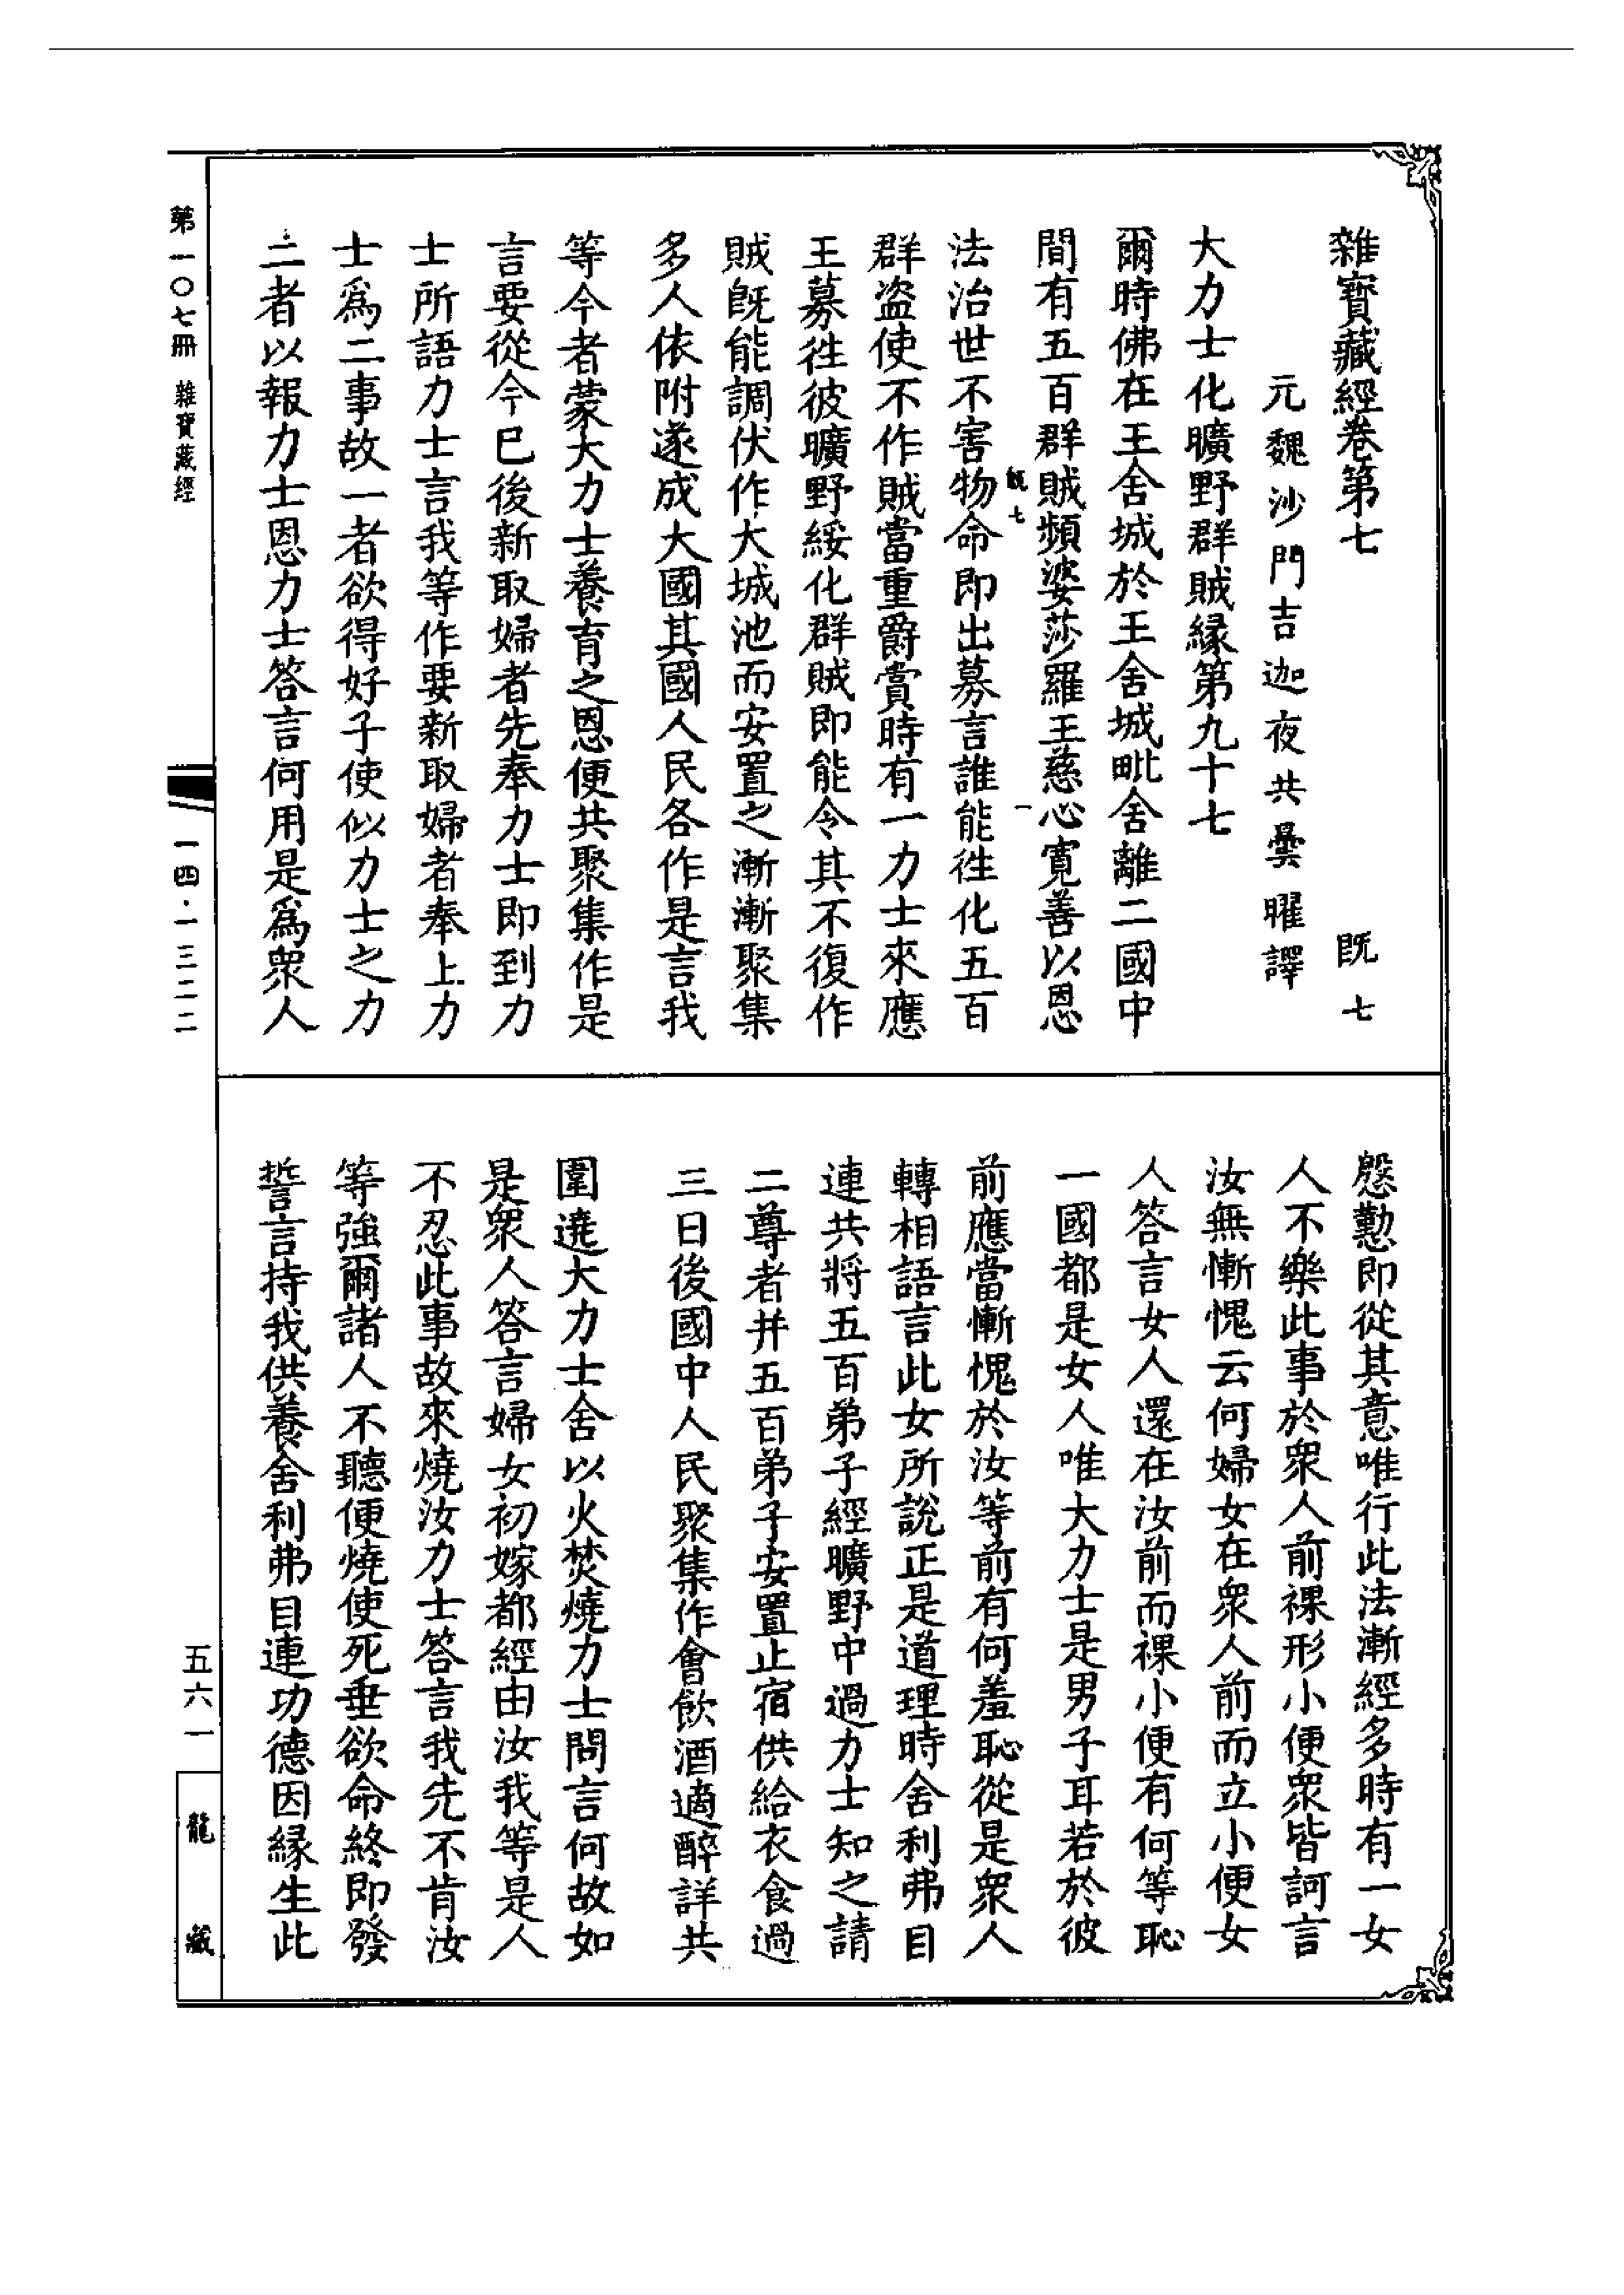 雜寶藏經卷第七　既七
元魏沙門吉迦夜共曇曜譯
大力士化曠野群賊緣第九十七
爾時佛在王舍城於王舍城毗舍離二國中
間有五百群賊頻婆莎羅王慈心寬善以恩
既七　一
法治世不害物命即出募言誰能徃化五百
群盜使不作賊當重爵賞時有一力士來應
王募徃彼曠野綏化群賊即能令其不復作
賊旣能調伏作大城池而安置之漸漸聚集
多人依附遂成大國其國人民各作是言我
等今者蒙大力士養育之恩便共聚集作是
言要從今已後新取婦者先奉力士即到力
士所語力士言我等作要新取婦者奉上力
士爲二事故一者欲得好子使似力士之力
二者以報力士恩力士答言何用是爲眾人
慇懃即從其意唯行此法漸經多時有一女
人不樂此事於眾人前裸形小便眾皆訶言
汝無慚愧云何婦女在眾人前而立小便女
人答言女人還在汝前而裸小便有何等恥
一國都是女人唯大力士是男子耳若於彼
前應當慚愧於汝等前有何羞恥從是眾人
轉相語言此女所說正是道理時舍利弗目
連共將五百弟子經曠野中過力士知之請
二尊者并五百弟子安置止宿供給衣食過
三日後國中人民聚集作會飲酒適醉詳共
圍遶大力士舍以火焚燒力士問言何故如
是眾人答言婦女初嫁都經由汝我等是人
不忍此事故來燒汝力士答言我先不肯汝
等強爾諸人不聽便燒使死垂欲命終即發
誓言持我供養舍利弗目連功德因緣生此
第一〇七冊　雜寶藏經
一四·一三二二
五六一
龍藏